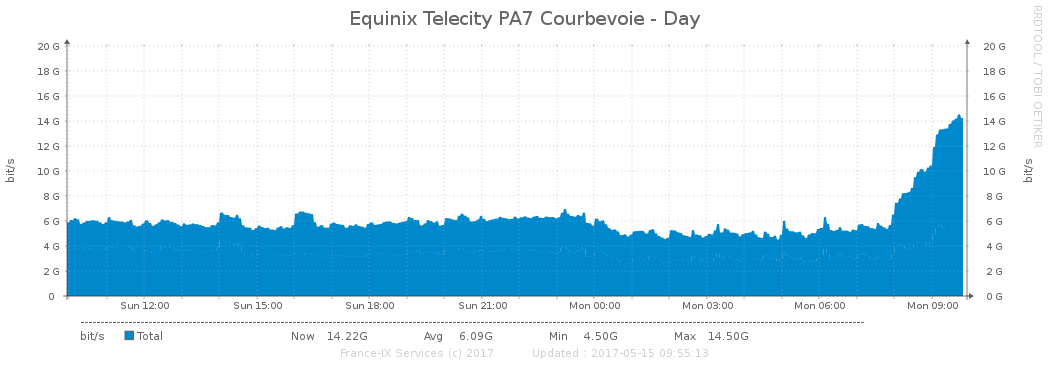 Equinix Telecity PA7 Courbevoie - Day
RRDTOOL / TOBI OETIKER
bit/s
20 G
18 G
16 G
14 G
12 G
10 G
8 G
6 G
4 G
2 G
0
20 G
18 G
16 G
14 G
12 G
10 G
8 G
6 G
4 G
2 G
0 G
bit/s
Sun 12:00 Sun 15:00 Sun 18:00 Sun 21:00 Mon 00:00 Mon 03:00 Mon 06:00 Mon 09:00
bit/s Total Now 14.22G Avg 6.09G Min 4.50G Max 14.50G
France-IX Services (c) 2017 Updated : 2017-05-15 09:55:13